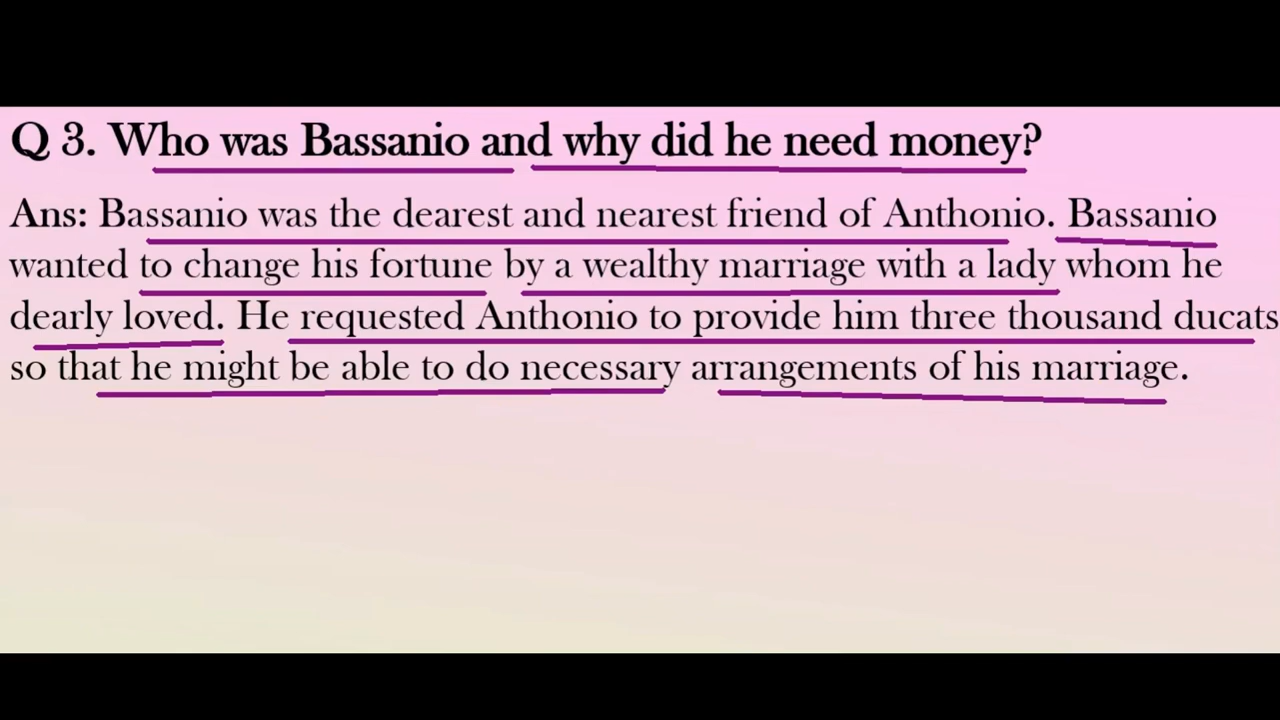 Q 3. Who was Bassanio and why did he need money?
Ans: Bassanio was the dearest and nearest friend of Anthonio. Bassanio
wanted to change his fortune by a wealthy marriage with a lady whom he
dearly loved. He requested Anthonio to provide him three thousand ducats
so that he might be able to do necessary arrangements of his marriage.